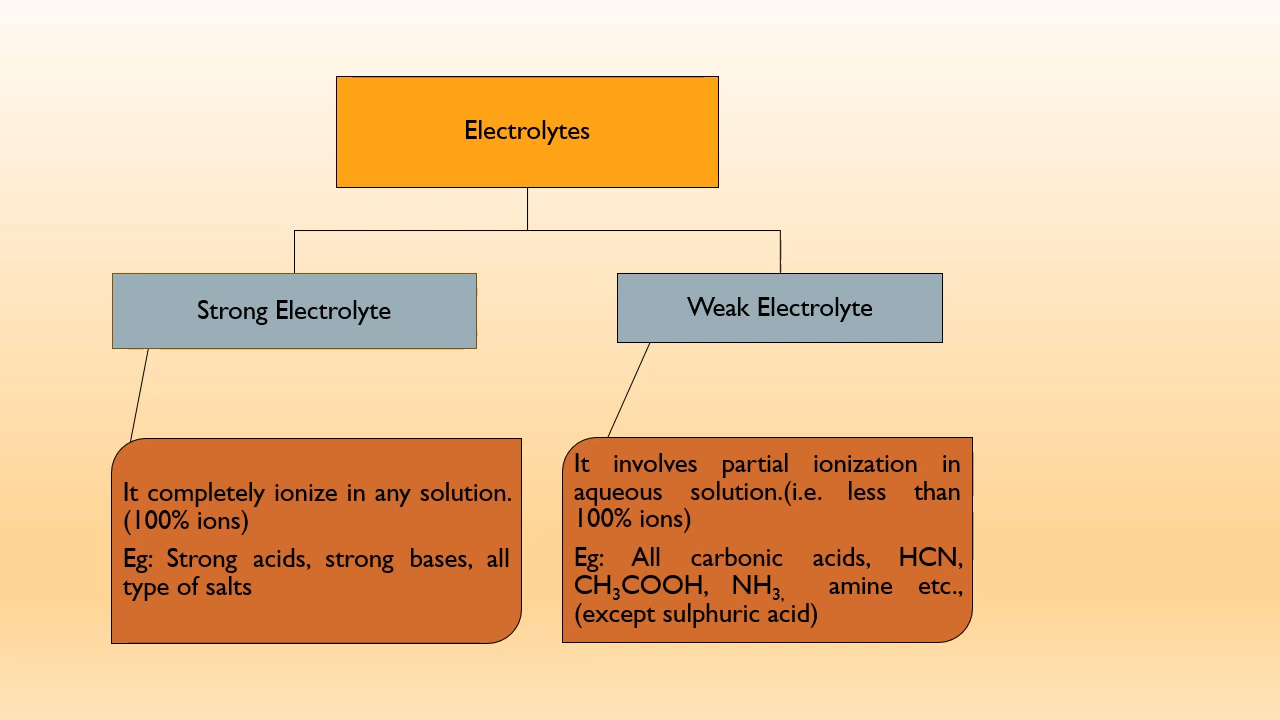 Electrolytes
Strong Electrolyte
Weak Electrolyte
It completely ionize in any solution.
(100% ions)
Eg: Strong acids, strong bases, all
type of salts
It involves partial ionization in
aqueous solution.(i.e. less than
100% ions)
Eg: All carbonic acids, HCN,
CH₃COOH, NH₃, amine etc.,
(except sulphuric acid)